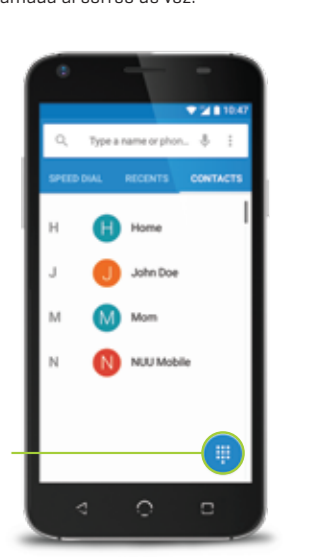 amada al correo de voz.
10:47
Type a name or phon...
SPEED DIAL RECENTS CONTACTS
H H Home
J J John Doe
M M Mom
N N NUU Mobile